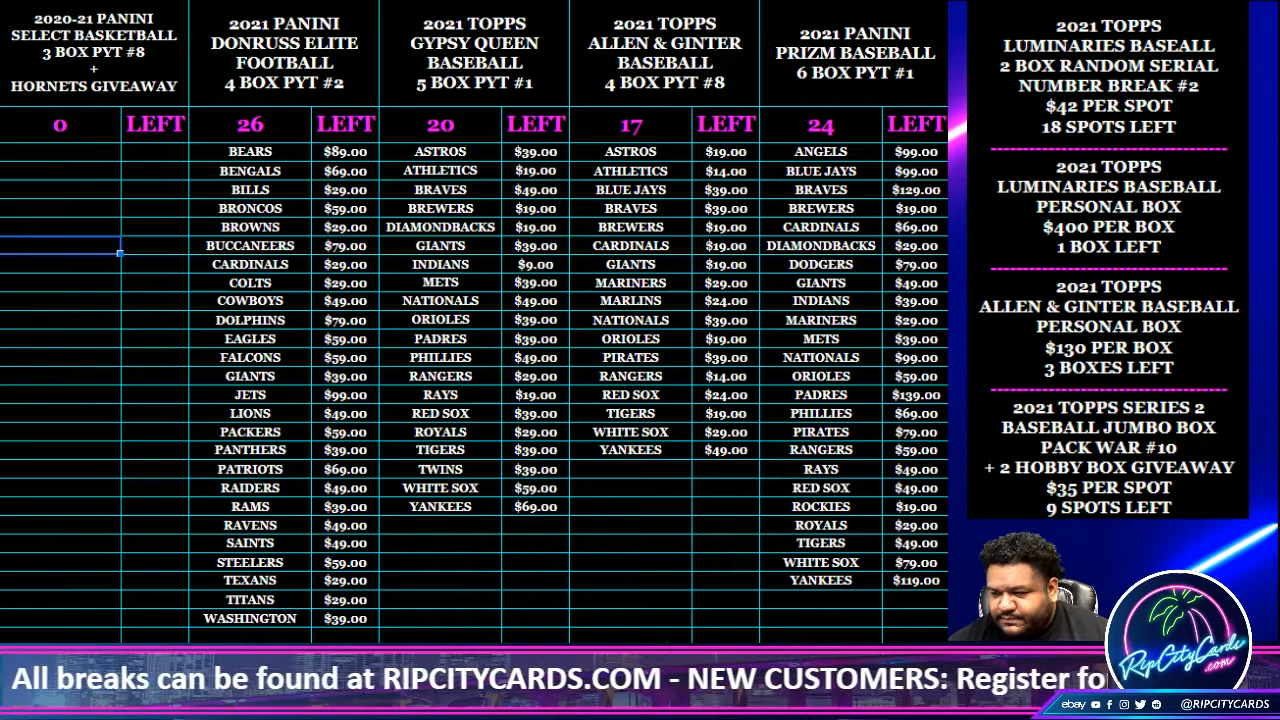 2020-21 PANINI
SELECT BASKETBALL
3 BOX PYT #8
+
HORNETS GIVEAWAY
0 LEFT
2021 PANINI
DONRUSS ELITE
FOOTBALL
4 BOX PYT #2
26 LEFT
BEARS $89.00
BENGALS $69.00
BILLS $29.00
BRONCOS $59.00
BROWNS $29.00
BUCCANEERS $79.00
CARDINALS $29.00
COLTS $29.00
COWBOYS $49.00
DOLPHINS $79.00
EAGLES $59.00
FALCONS $59.00
GIANTS $39.00
JETS $99.00
LIONS $49.00
PACKERS $59.00
PANTHERS $39.00
PATRIOTS $69.00
RAIDERS $49.00
RAMS $39.00
RAVENS $49.00
SAINTS $49.00
STEELERS $59.00
TEXANS $29.00
TITANS $29.00
WASHINGTON $39.00
2021 TOPPS
GYPSY QUEEN
BASEBALL
5 BOX PYT #1
20 LEFT
ASTROS $39.00
ATHLETICS $19.00
BRAVES $49.00
BREWERS $19.00
DIAMONDBACKS $19.00
GIANTS $39.00
INDIANS $9.00
METS $39.00
NATIONALS $49.00
ORIOLES $39.00
PADRES $39.00
PHILLIES $49.00
RANGERS $29.00
RAYS $19.00
RED SOX $39.00
ROYALS $29.00
TIGERS $39.00
TWINS $39.00
WHITE SOX $59.00
YANKEES $69.00
2021 TOPPS
ALLEN & GINTER
BASEBALL
4 BOX PYT #8
17 LEFT
ASTROS $19.00
ATHLETICS $14.00
BLUE JAYS $39.00
BRAVES $39.00
BREWERS $19.00
CARDINALS $19.00
GIANTS $19.00
MARINERS $29.00
MARLINS $24.00
NATIONALS $39.00
ORIOLES $19.00
PIRATES $39.00
RANGERS $14.00
RED SOX $24.00
TIGERS $19.00
WHITE SOX $29.00
YANKEES $49.00
2021 PANINI
PRIZM BASEBALL
6 BOX PYT #1
24 LEFT
ANGELS $99.00
BLUE JAYS $99.00
BRAVES $129.00
BREWERS $19.00
CARDINALS $69.00
DIAMONDBACKS $29.00
DODGERS $79.00
GIANTS $49.00
INDIANS $39.00
MARINERS $29.00
METS $39.00
NATIONALS $99.00
ORIOLES $59.00
PADRES $139.00
PHILLIES $69.00
PIRATES $79.00
RANGERS $59.00
RAYS $49.00
RED SOX $49.00
ROCKIES $19.00
ROYALS $29.00
TIGERS $49.00
WHITE SOX $79.00
YANKEES $119.00
2021 TOPPS
LUMINARIES BASEALL
2 BOX RANDOM SERIAL
NUMBER BREAK #2
$42 PER SPOT
18 SPOTS LEFT
2021 TOPPS
LUMINARIES BASEBALL
PERSONAL BOX
$400 PER BOX
1 BOX LEFT
2021 TOPPS
ALLEN & GINTER BASEBALL
PERSONAL BOX
$130 PER BOX
3 BOXES LEFT
2021 TOPPS SERIES 2
BASEBALL JUMBO BOX
PACK WAR #10
+ 2 HOBBY BOX GIVEAWAY
$35 PER SPOT
9 SPOTS LEFT
RipCityCards
.com
All breaks can be found at RIPCITYCARDS.COM - NEW CUSTOMERS: Register fo
ebay @RIPCITYCARDS